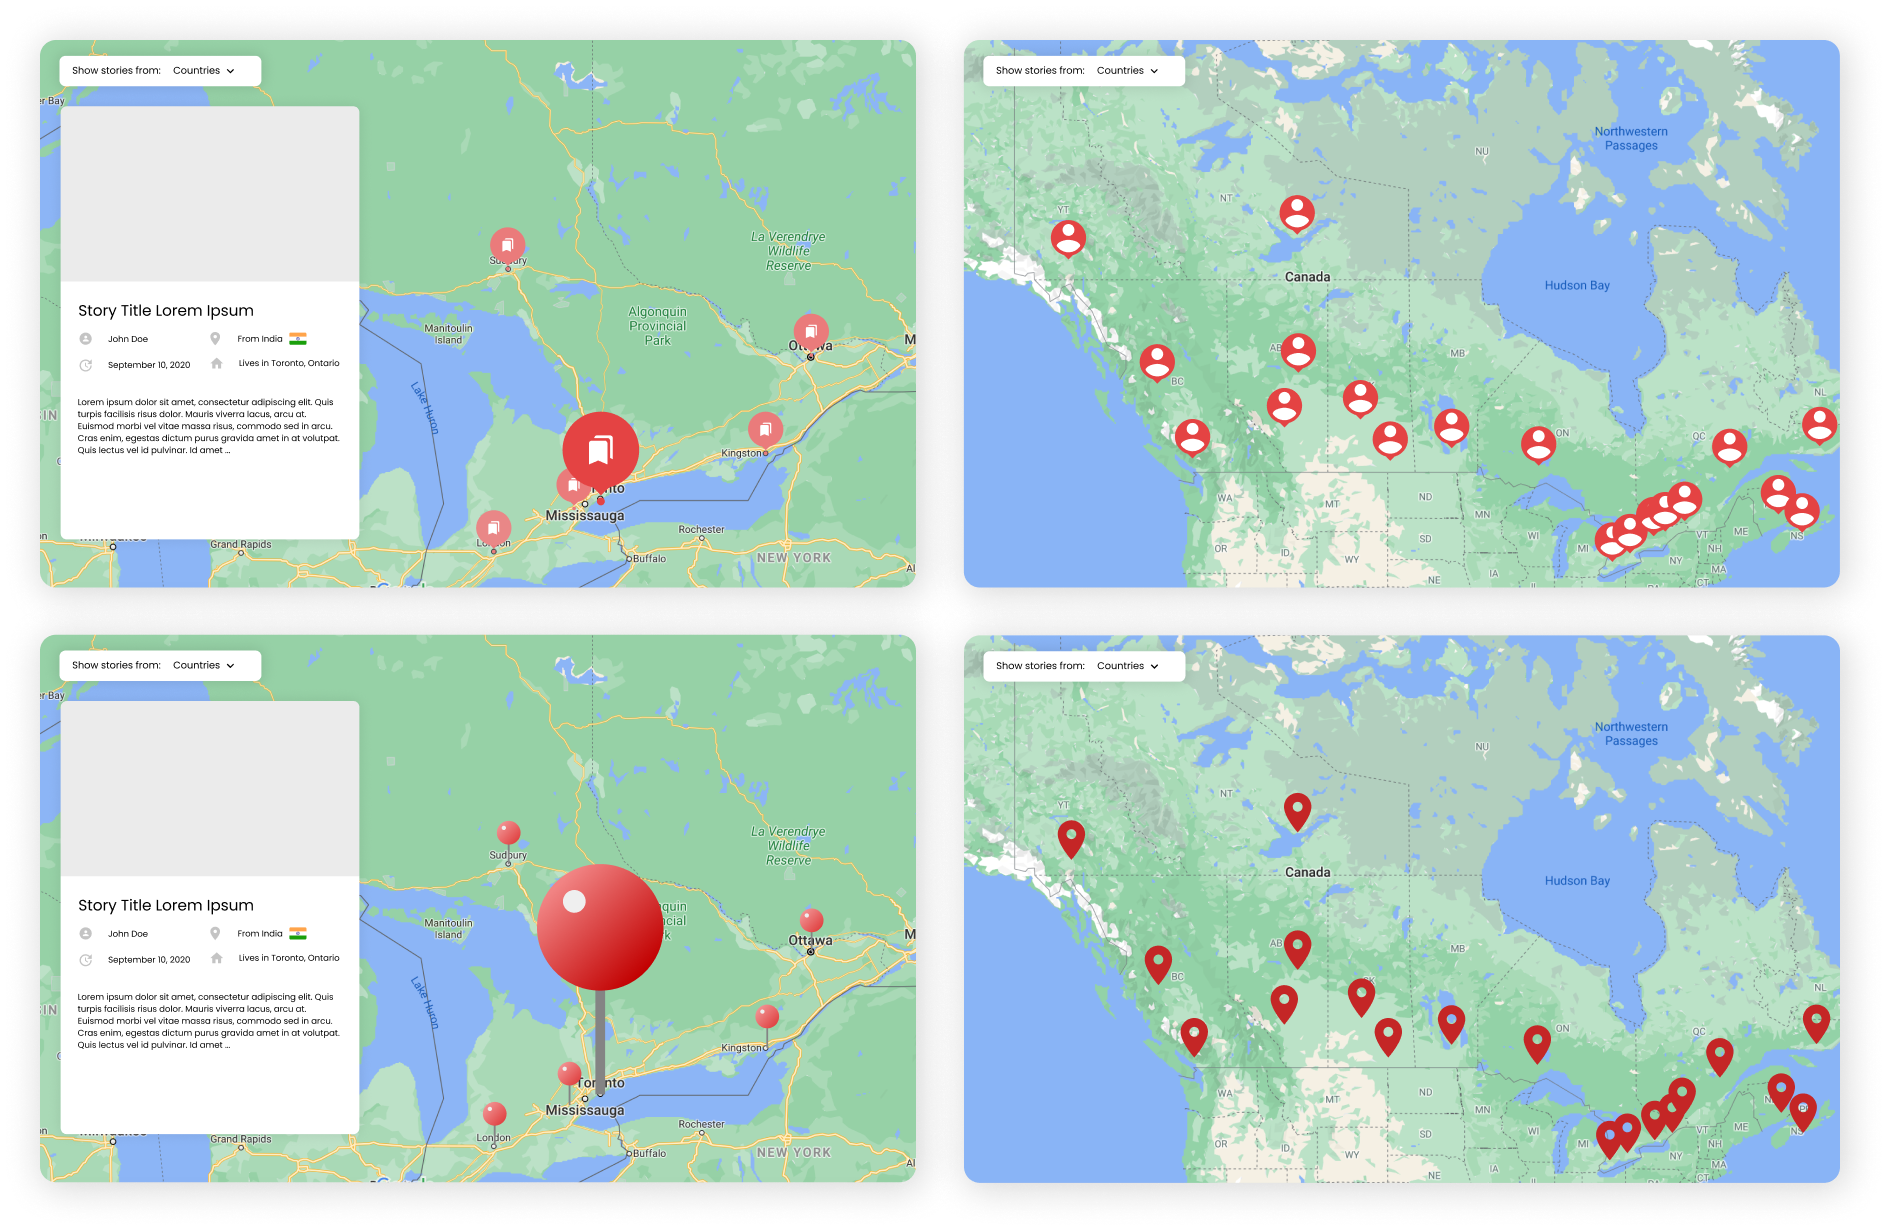 Show stories from: Countries
er Bay
Story Title Lorem Ipsum
John Doe
From India
September 10, 2020
Lives in Toronto, Ontario
Lorem ipsum dolor sit amet, consectetur adipiscing elit. Quis
turpis facilisis risus dolor. Mauris viverra lacus, arcu at.
Euismod morbi vel vitae massa risus, commodo sed in arcu.
Cras enim, egestas dictum purus gravida amet in at volutpat.
Quis lectus vel id pulvinar. Id amet ...
Sudbury
La Verendrye
Wildlife
Reserve
Algonquin
Provincial
Park
Manitoulin
Island
Ottawa
M
Lake Huron
Kingston
nto
Mississauga
London
Rochester
Buffalo
NEW YORK
Grand Rapids
Show stories from: Countries
Northwestern
Passages
NU
NT
YT
Canada
Hudson Bay
AB
MB
BC
NL
ON
QC
WA
MT
ND
MN
OR
ID
WY
SD
WI
MI
NE
IA
NY
VT
NH
ME
MA
CT
NS
Show stories from: Countries
er Bay
Story Title Lorem Ipsum
John Doe
From India
September 10, 2020
Lives in Toronto, Ontario
Lorem ipsum dolor sit amet, consectetur adipiscing elit. Quis
turpis facilisis risus dolor. Mauris viverra lacus, arcu at.
Euismod morbi vel vitae massa risus, commodo sed in arcu.
Cras enim, egestas dictum purus gravida amet in at volutpat.
Quis lectus vel id pulvinar. Id amet ...
Sudbury
La Verendrye
Wildlife
Reserve
quin
ncial
k
Manitoulin
Island
Ottawa
M
Lake Huron
Kingston
Toronto
Mississauga
London
Rochester
Buffalo
NEW YORK
Grand Rapids
Show stories from: Countries
Northwestern
Passages
NU
NT
YT
Canada
Hudson Bay
AB
MB
BC
NL
ON
QC
WA
MT
ND
MN
OR
ID
WY
SD
WI
MI
NE
IA
NY
VT
NH
ME
MA
CT
NS